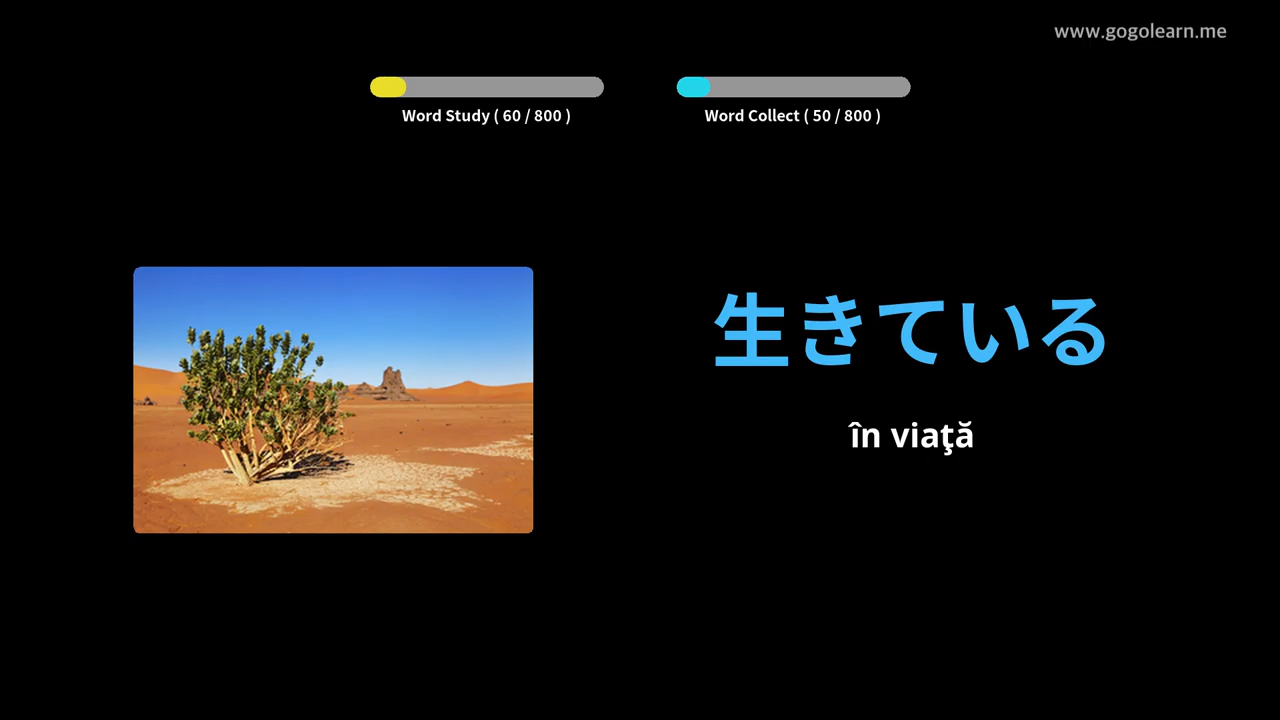 www.gogolearn.me
Word Study ( 60 / 800 )
Word Collect ( 50 / 800 )
生きている
în viaţă